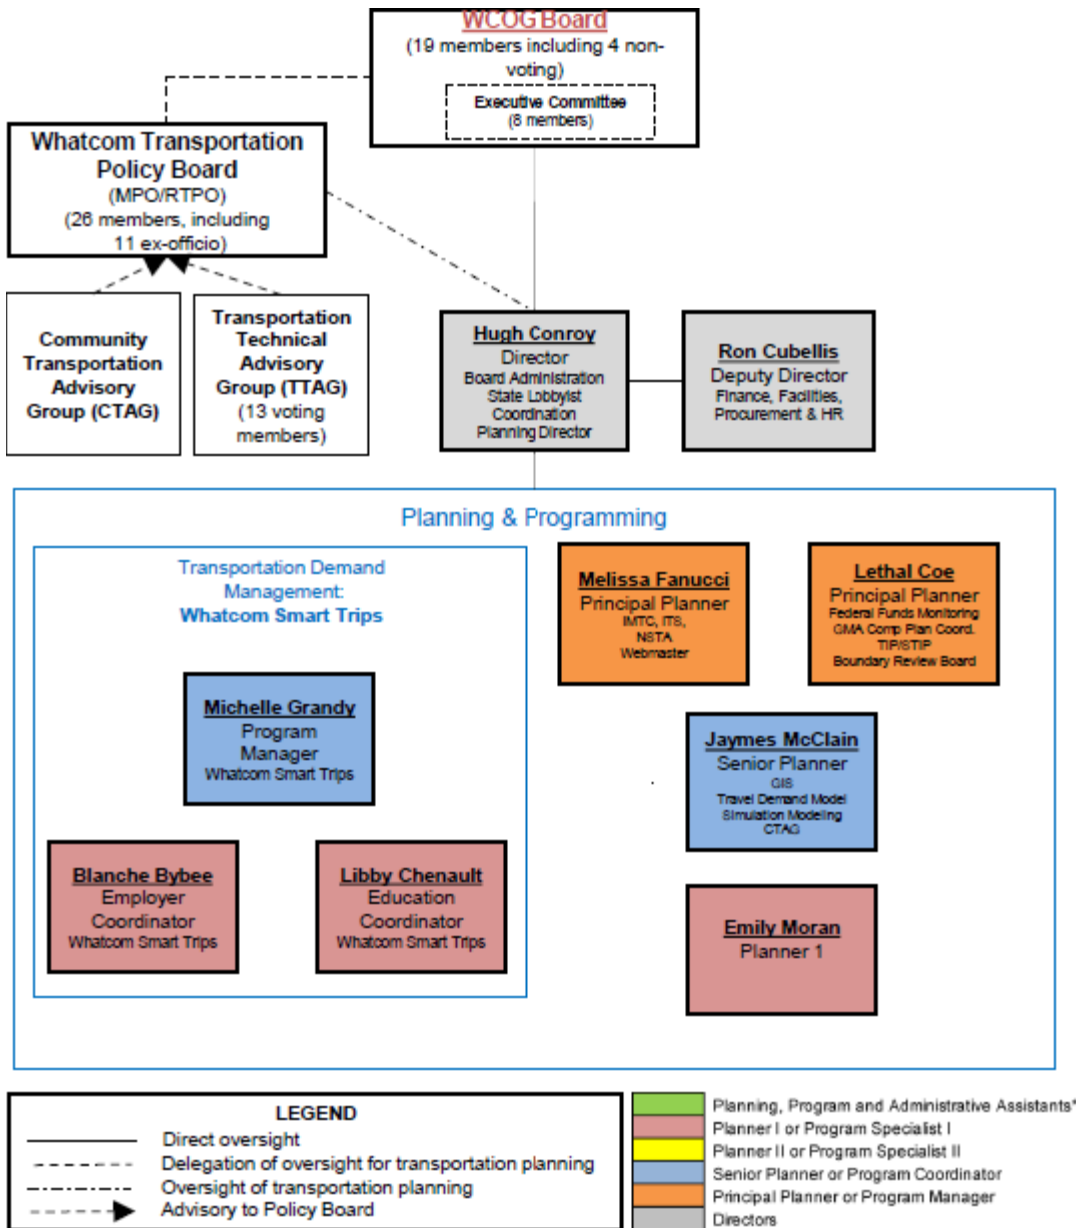 WCOG Board
(19 members including 4 non-
voting)
Executive Committee
(8 members)
Whatcom Transportation
Policy Board
(MPO/RTPO)
(26 members, including
11 ex-officio)
Community
Transportation
Advisory
Group (CTAG)
Transportation
Technical
Advisory
Group (TTAG)
(13 voting
members)
Hugh Conroy
Director
Board Administration
State Lobbyist
Coordination
Planning Director
Ron Cubellis
Deputy Director
Finance, Facilities,
Procurement & HR
Planning & Programming
Transportation Demand
Management:
Whatcom Smart Trips
Michelle Grandy
Program
Manager
Whatcom Smart Trips
Blanche Bybee
Employer
Coordinator
Whatcom Smart Trips
Libby Chenault
Education
Coordinator
Whatcom Smart Trips
Melissa Fanucci
Principal Planner
IMTC, ITS,
NSTA
Webmaster
Lethal Coe
Principal Planner
Federal Funds Monitoring
GMA Comp Plan Coord.
TIP/STIP
Boundary Review Board
Jaymes McClain
Senior Planner
GIS
Travel Demand Model
Simulation Modeling
CTAG
Emily Moran
Planner 1
LEGEND
Direct oversight
Delegation of oversight for transportation planning
Oversight of transportation planning
Advisory to Policy Board
Planning, Program and Administrative Assistants*
Planner I or Program Specialist I
Planner II or Program Specialist II
Senior Planner or Program Coordinator
Principal Planner or Program Manager
Directors